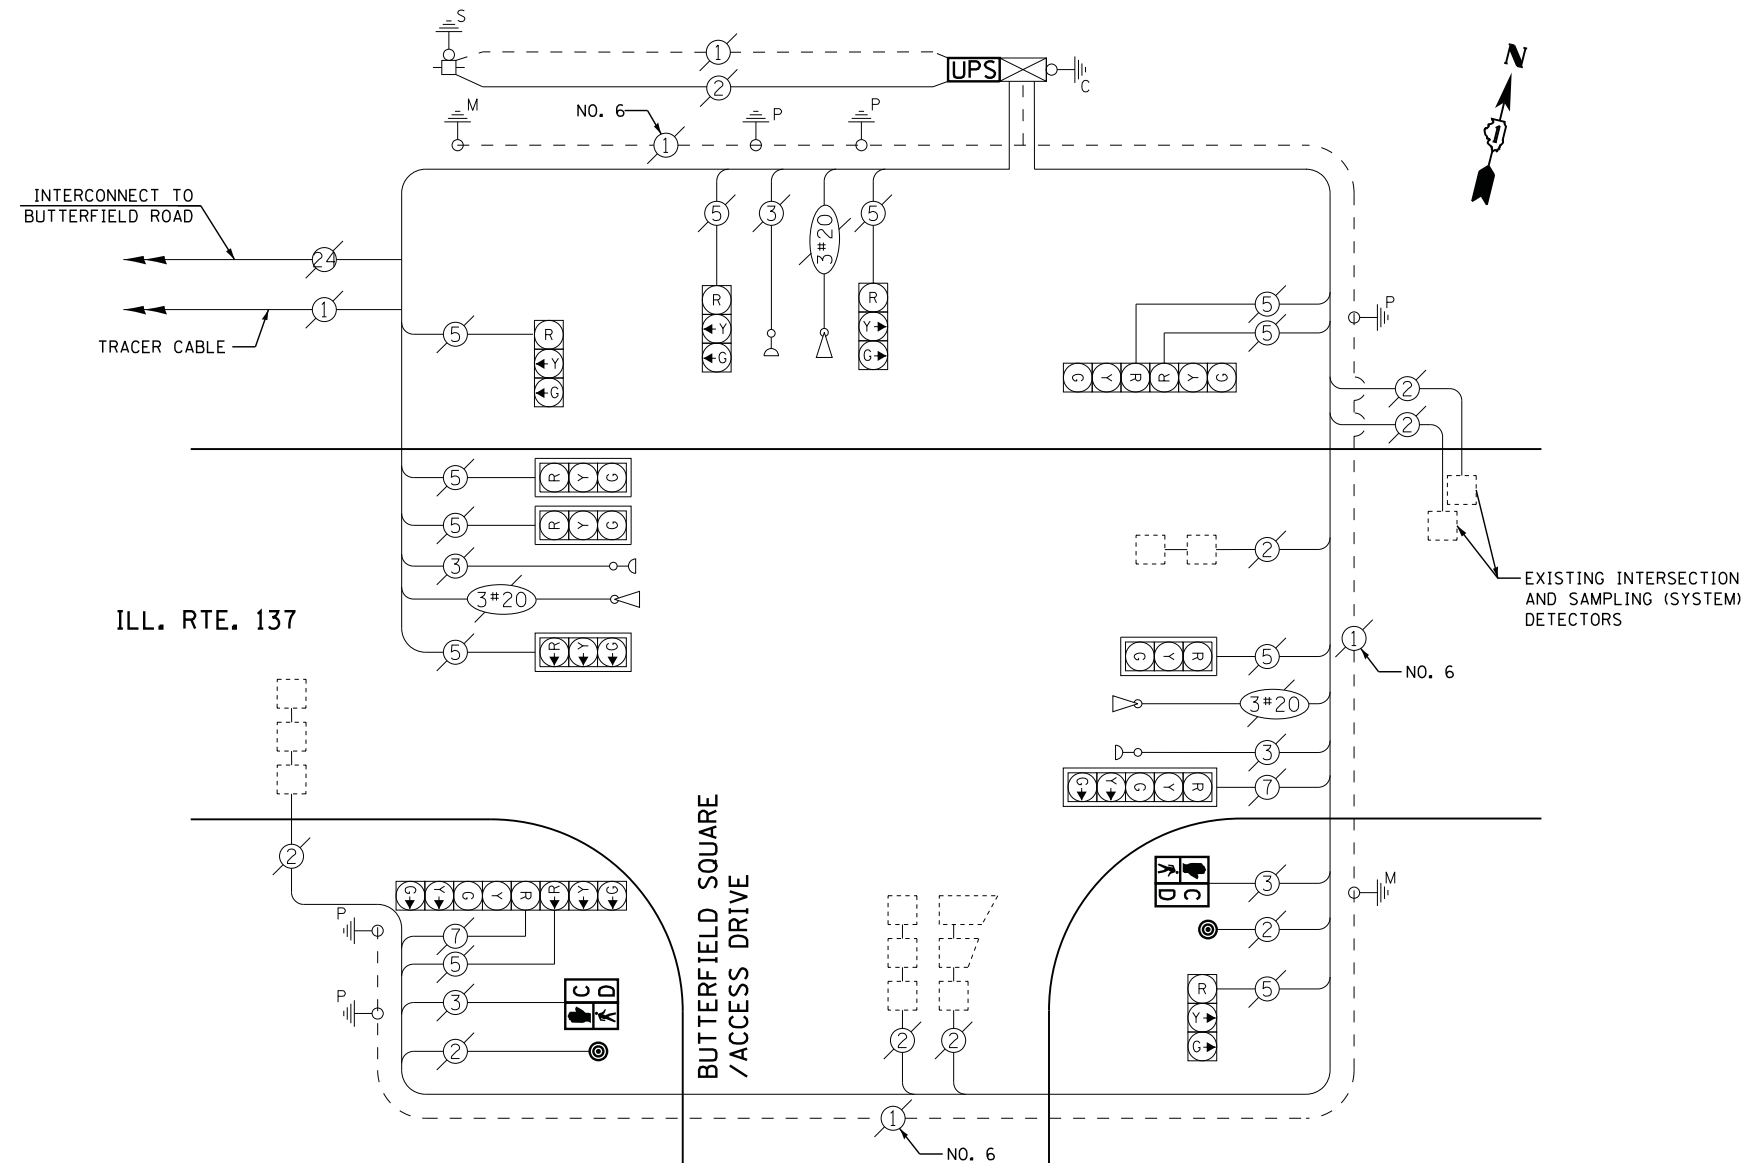 S
1
N
UPS
2
C
M
NO. 6
P
P
1
1
INTERCONNECT TO
BUTTERFIELD ROAD
5
3
3#20
5
24
1
R
Y
G
R
Y
G
5
5
P
TRACER CABLE
5
R
Y
G
G Y R R Y G
2
2
5
R Y G
5
R Y G
3
2
EXISTING INTERSECTION
AND SAMPLING (SYSTEM)
DETECTORS
3#20
ILL. RTE. 137
5
R Y G
1
NO. 6
G Y R
5
3#20
3
G Y G Y R
7
BUTTERFIELD SQUARE
/ACCESS DRIVE
2
G Y G Y R R Y G
D C
3
M
P
7
2
5
C D
R
Y
G
5
P
3
2
2
2
1
NO. 6